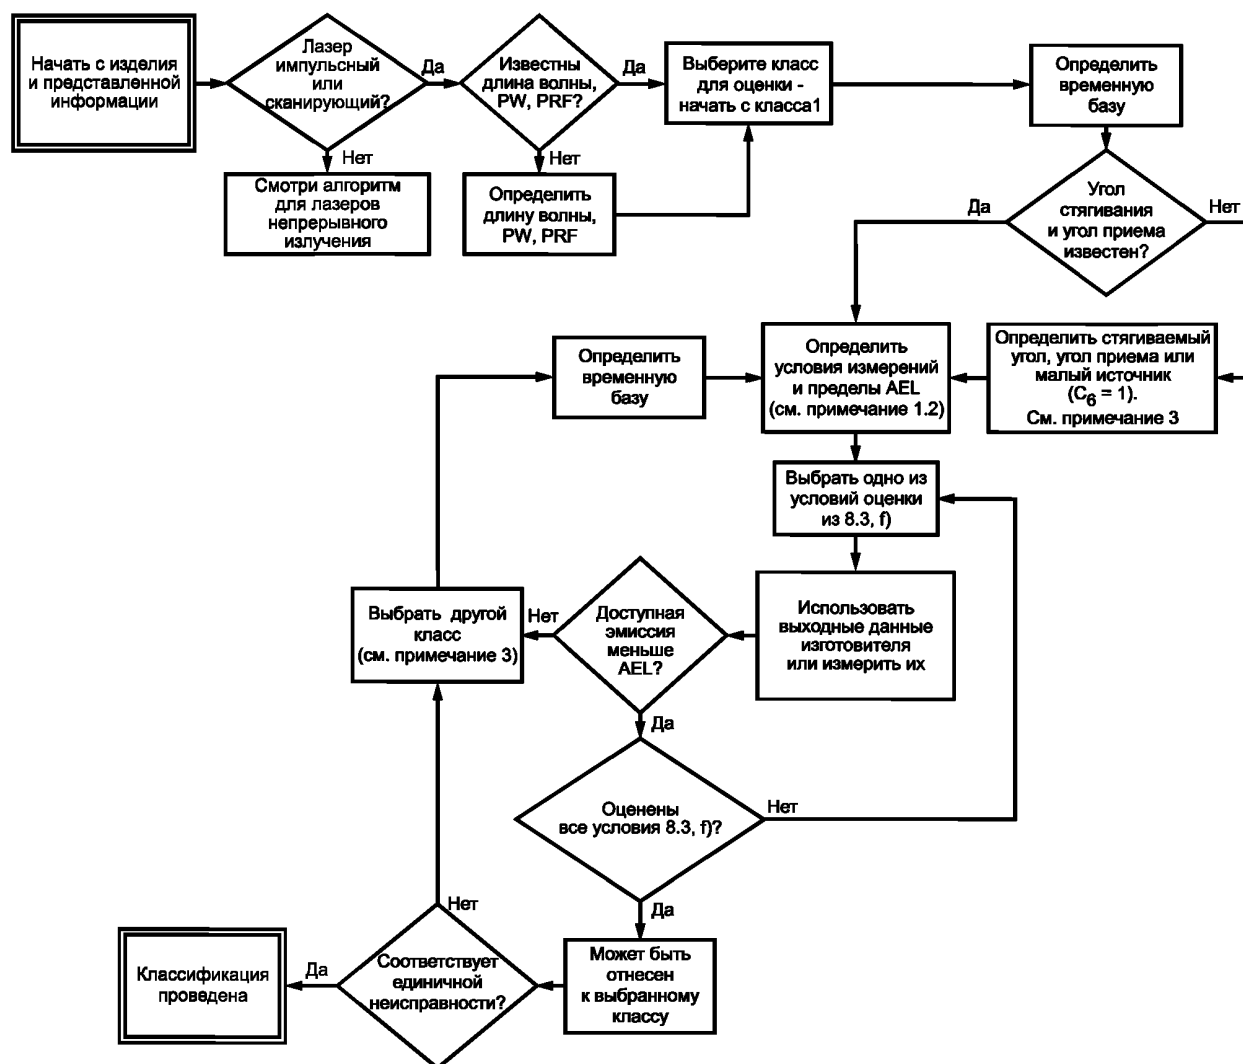 Начать с изделия
и представленной
информации
Лазер
импульсный
или
сканирующий?
Да
Нет
Смотри алгоритм
для лазеров
непрерывного
излучения
Известны
длина волны,
PW, PRF?
Да
Нет
Определить
длину волны,
PW, PRF
Выберите класс
для оценки -
начать с класса1
Определить
временную
базу
Угол
стягивания
и угол приема
известен?
Да
Нет
Определить стягиваемый
угол, угол приема или
малый источник
(C6 = 1).
См. примечание 3
Определить
временную
базу
Определить
условия измерений
и пределы AEL
(см. примечание 1.2)
Выбрать одно из
условий оценки
из 8.3, f)
Использовать
выходные данные
изготовителя
или измерить их
Доступная
эмиссия
меньше
AEL?
Нет
Да
Выбрать другой
класс
(см. примечание 3)
Оценены
все условия 8.3, f)?
Нет
Да
Может быть
отнесен
к выбранному
классу
Соответствует
единичной
неисправности?
Нет
Да
Классификация
проведена